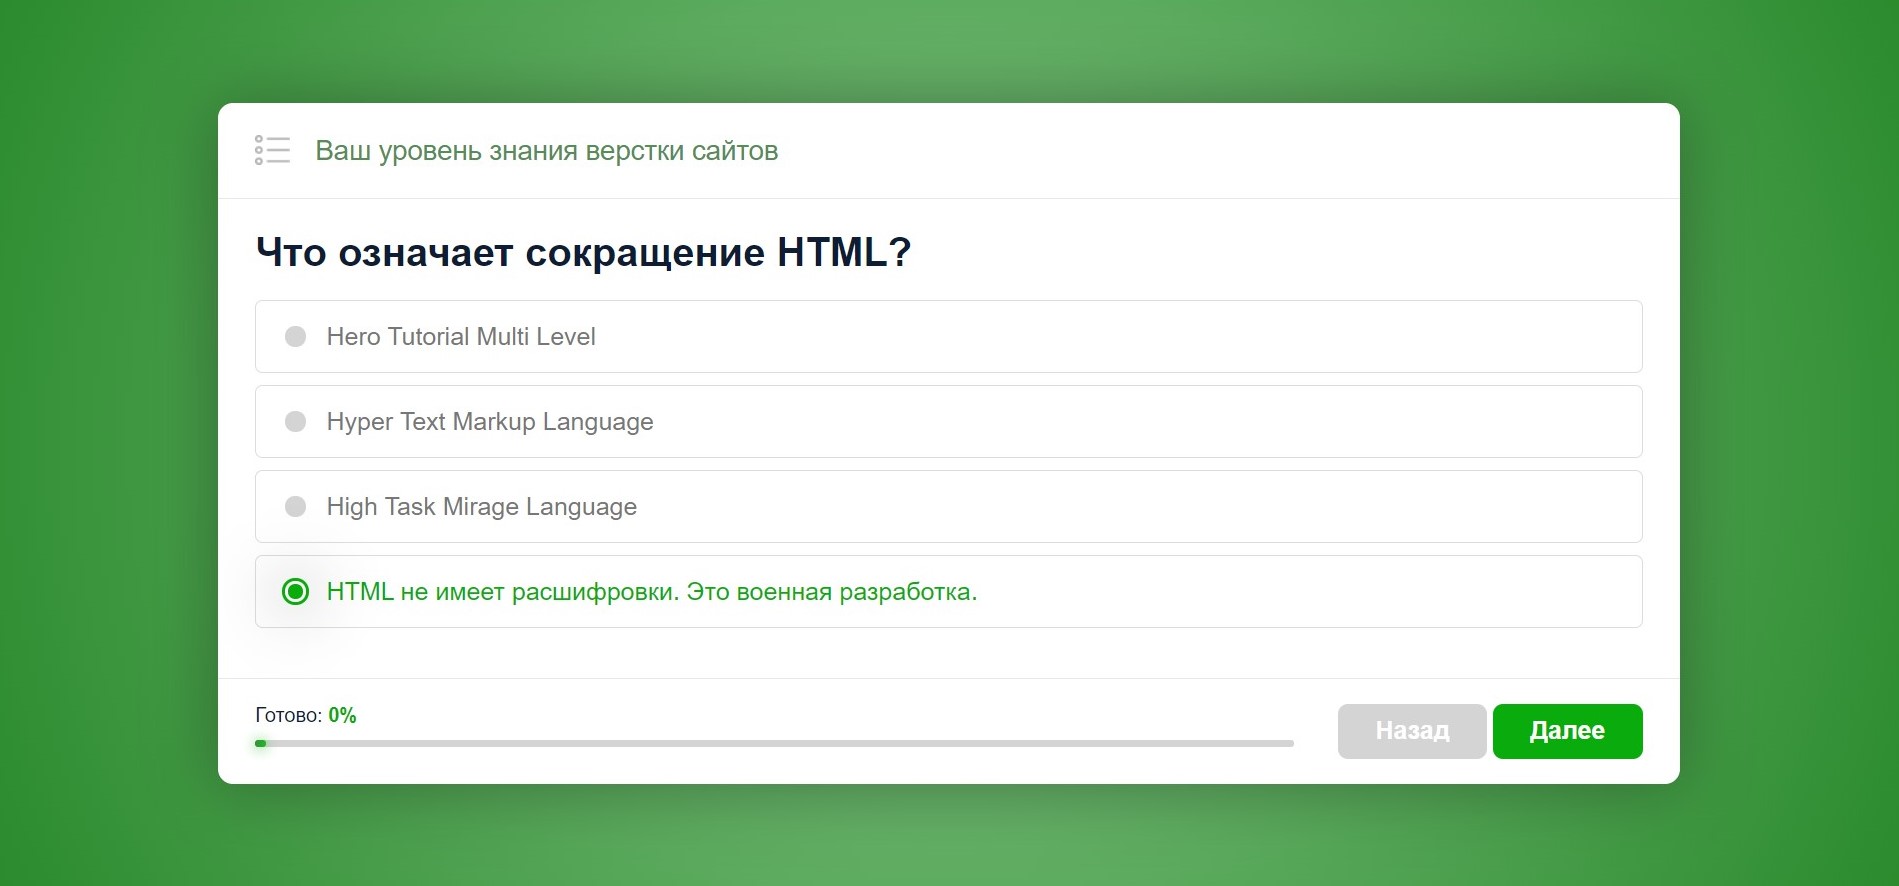 Ваш уровень знания верстки сайтов
Что означает сокращение HTML?
Hero Tutorial Multi Level
Hyper Text Markup Language
High Task Mirage Language
HTML не имеет расшифровки. Это военная разработка.
Готово: 0%
Назад
Далее